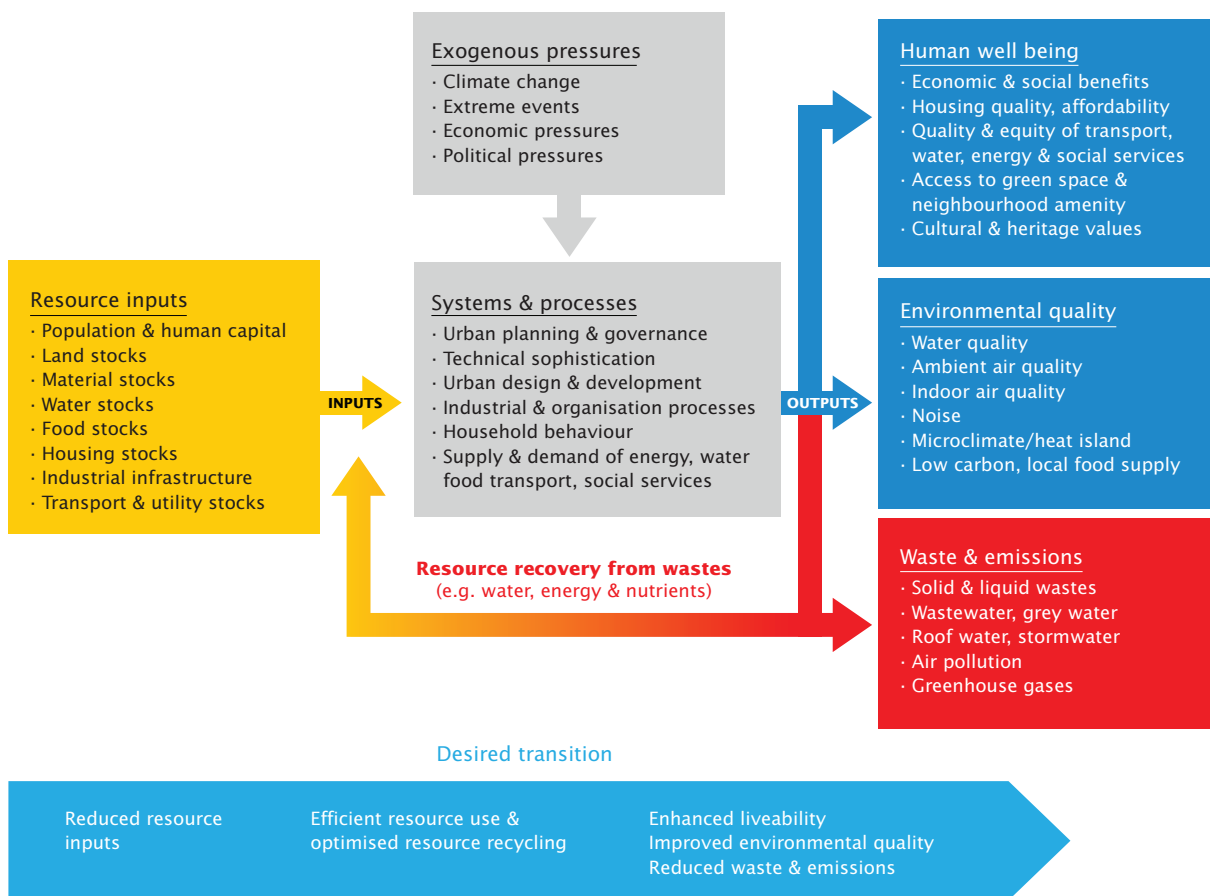 Exogenous pressures
· Climate change
· Extreme events
· Economic pressures
· Political pressures
Human well being
· Economic & social benefits
· Housing quality, affordability
· Quality & equity of transport,
water, energy & social services
· Access to green space &
neighbourhood amenity
· Cultural & heritage values
Resource inputs
· Population & human capital
· Land stocks
· Material stocks
· Water stocks
· Food stocks
· Housing stocks
· Industrial infrastructure
· Transport & utility stocks
INPUTS
Systems & processes
· Urban planning & governance
· Technical sophistication
· Urban design & development
· Industrial & organisation processes
· Household behaviour
· Supply & demand of energy, water
food transport, social services
OUTPUTS
Environmental quality
· Water quality
· Ambient air quality
· Indoor air quality
· Noise
· Microclimate/heat island
· Low carbon, local food supply
Resource recovery from wastes
(e.g. water, energy & nutrients)
Waste & emissions
· Solid & liquid wastes
· Wastewater, grey water
· Roof water, stormwater
· Air pollution
· Greenhouse gases
Desired transition
Reduced resource
inputs
Efficient resource use &
optimised resource recycling
Enhanced liveability
Improved environmental quality
Reduced waste & emissions